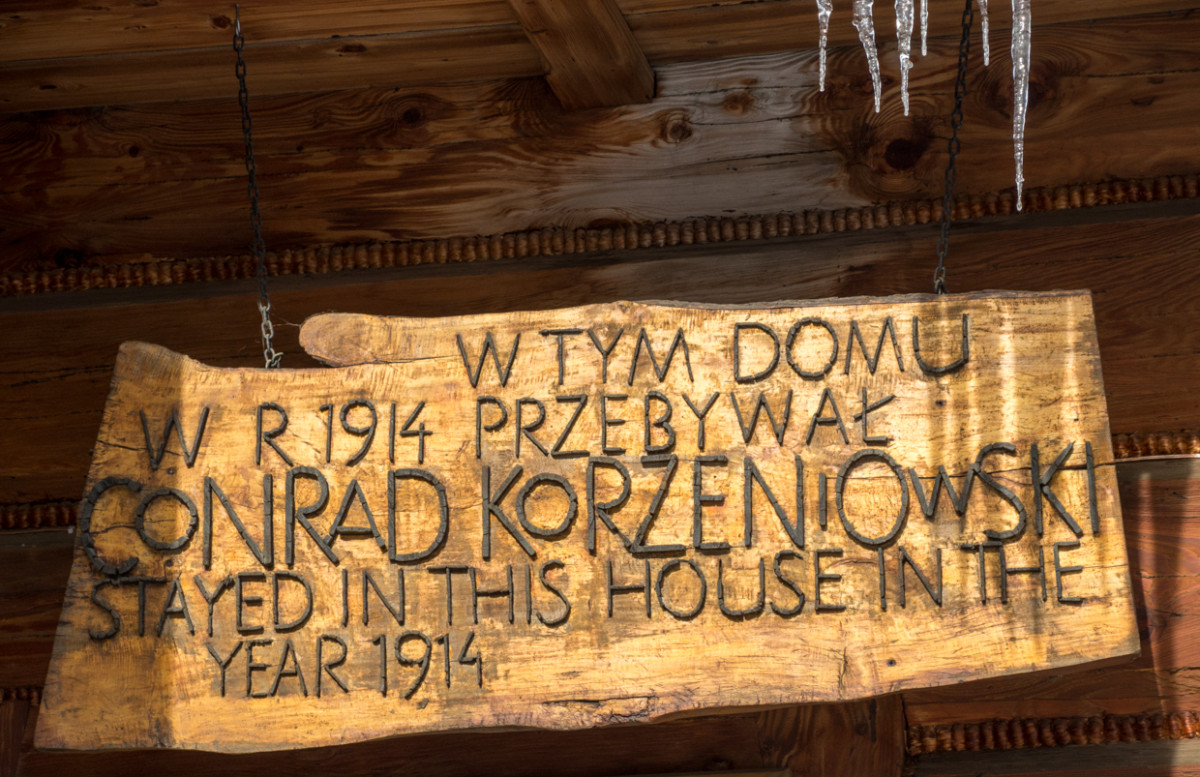 W TYM DOMU
W R 1914 PRZEBYWAŁ
CONRAD KORZENiOWSKI
STAYED IN THIS HOUSE IN THE
YEAR 1914